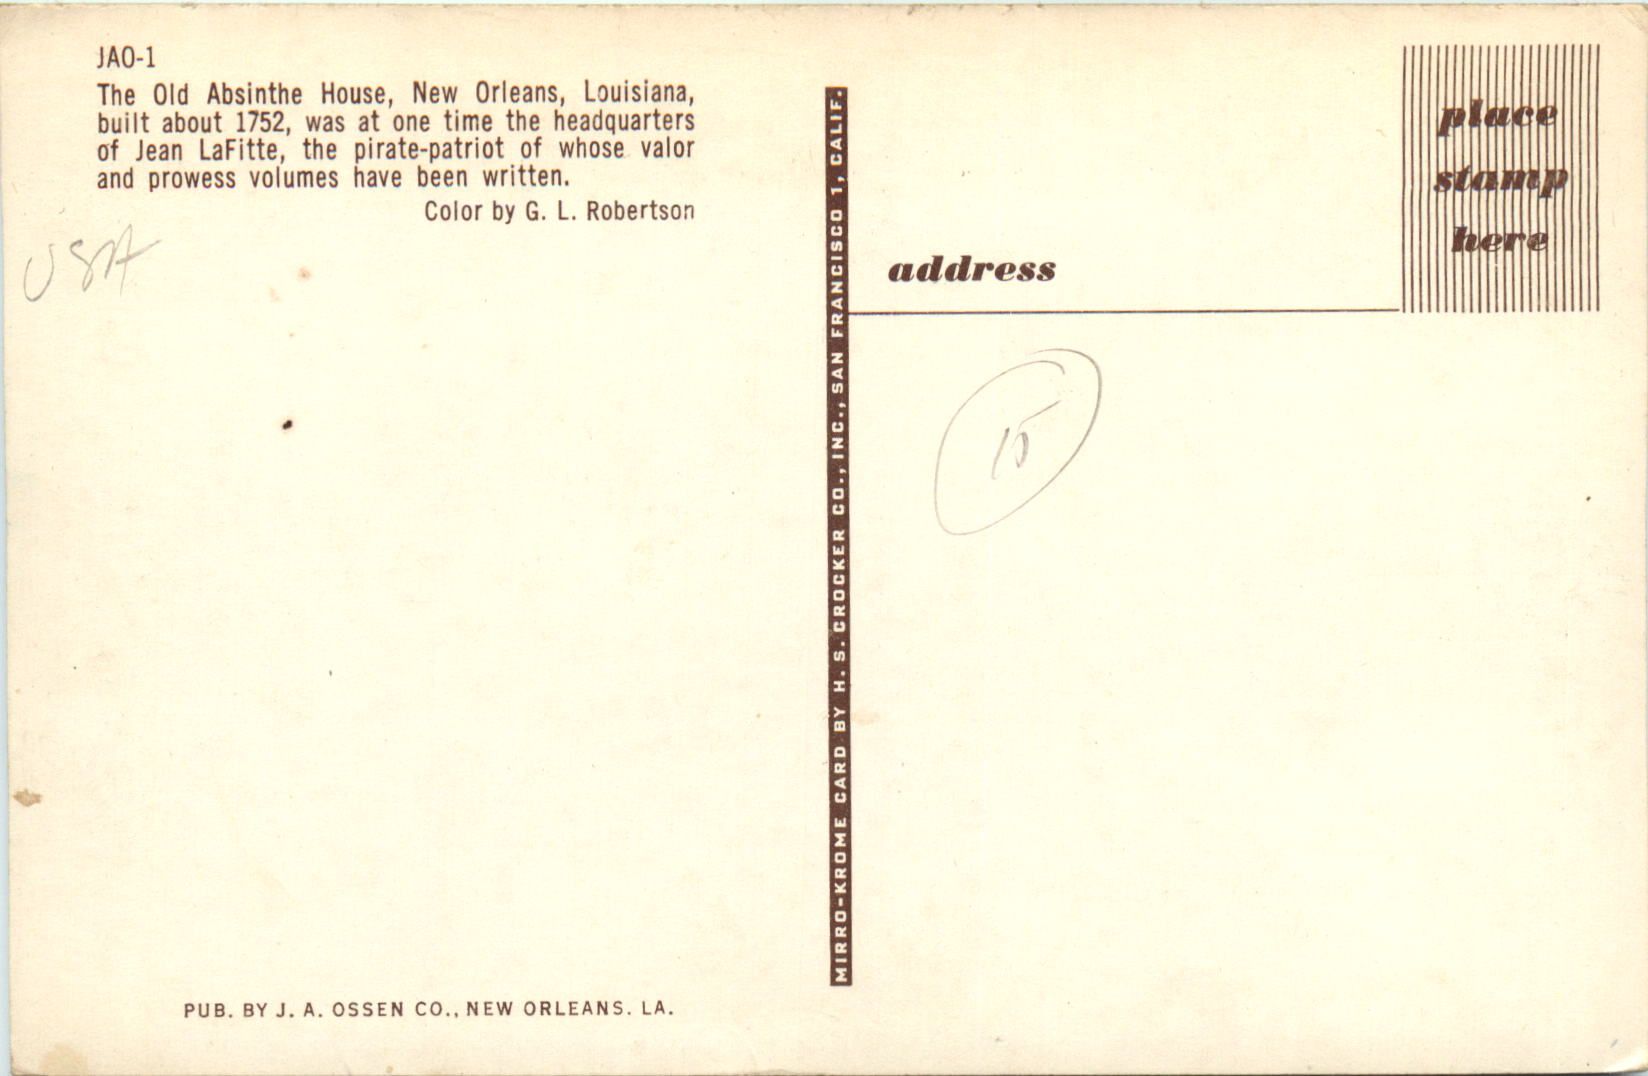 JAO-1
The Old Absinthe House, New Orleans, Louisiana,
built about 1752, was at one time the headquarters
of Jean LaFitte, the pirate-patriot of whose valor
and prowess volumes have been written.
Color by G. L. Robertson
USA
PUB. BY J. A. OSSEN CO., NEW ORLEANS. LA.
MIRRO-KROME CARD BY H. S. CROCKER CO., INC., SAN FRANCISCO 1, CALIF.
place
stamp
here
address
15